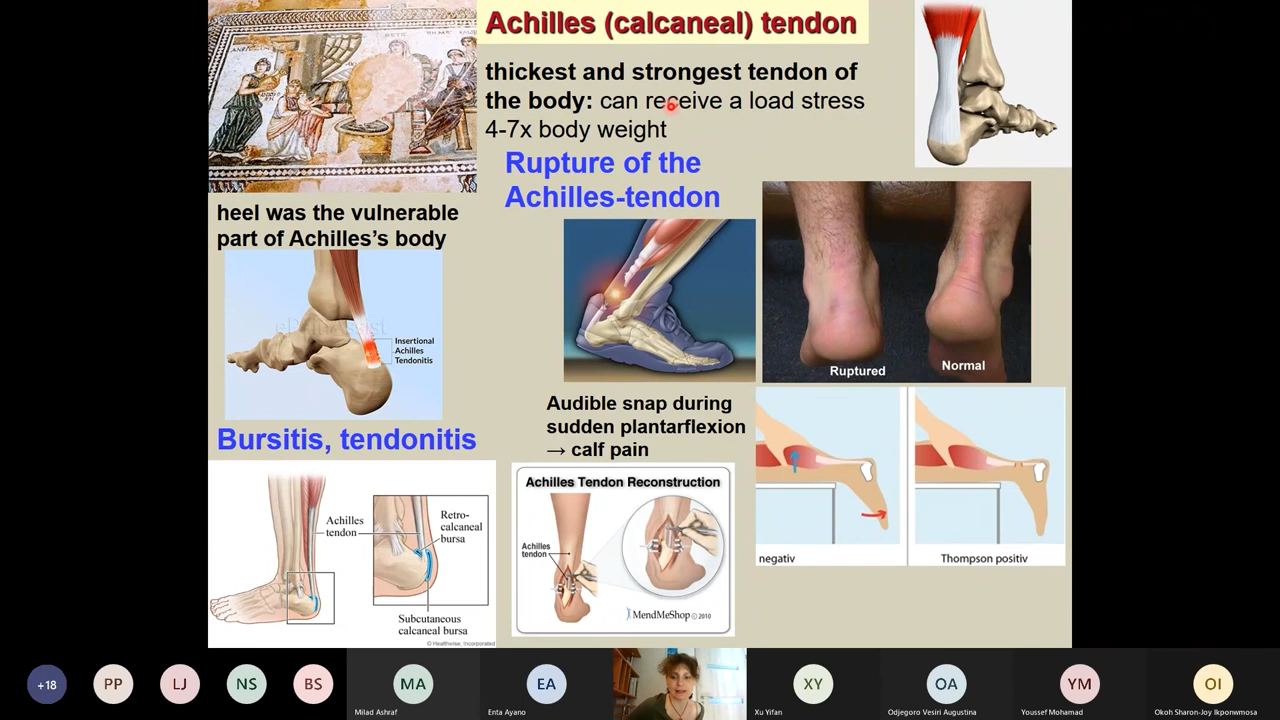 Achilles (calcaneal) tendon
thickest and strongest tendon of
the body: can receive a load stress
4-7x body weight
Rupture of the
Achilles-tendon
heel was the vulnerable
part of Achilles's body
Insertional
Achilles
Tendonitis
Ruptured
Normal
Bursitis, tendonitis
Audible snap during
sudden plantarflexion
→ calf pain
Achilles
tendon
Retro-
calcaneal
bursa
Subcutaneous
calcaneal bursa
© Healthwise, Incorporated
Achilles Tendon Reconstruction
Achilles
tendon
MendMeShop © 2010
negativ
Thompson positiv
+18
PP
LJ
NS
BS
MA
Milad Ashraf
EA
Enta Ayano
XY
Xu Yifan
OA
Odjegoro Vesiri Augustina
YM
Youssef Mohamad
OI
Okoh Sharon-Joy Ikponwmosa